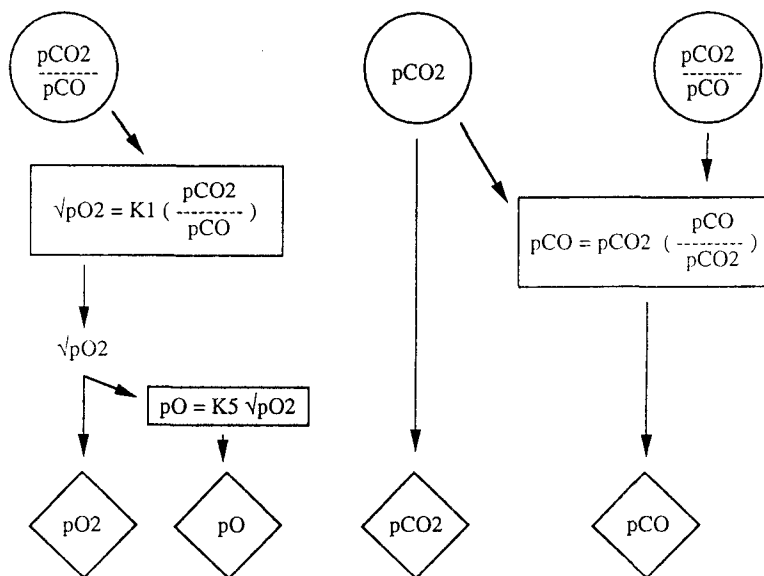 pCO2
--------
pCO
pCO2
pCO2
--------
pCO
√pO2 = K1 ( pCO2
--------
pCO )
pCO = pCO2 ( pCO
--------
pCO2 )
√pO2
pO = K5 √pO2
pO2
pO
pCO2
pCO